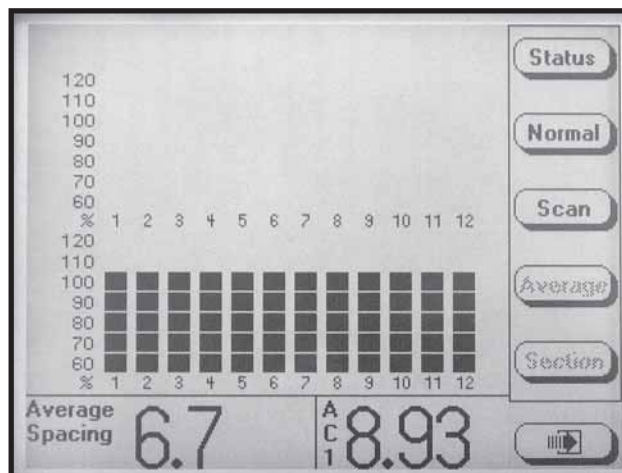 Status
120
110
100
90
80
70
60
% 1 2 3 4 5 6 7 8 9 10 11 12
Normal
Scan
120
110
100
90
80
70
60
% 1 2 3 4 5 6 7 8 9 10 11 12
Average
Section
Average Spacing 6.7
AC1 8.93